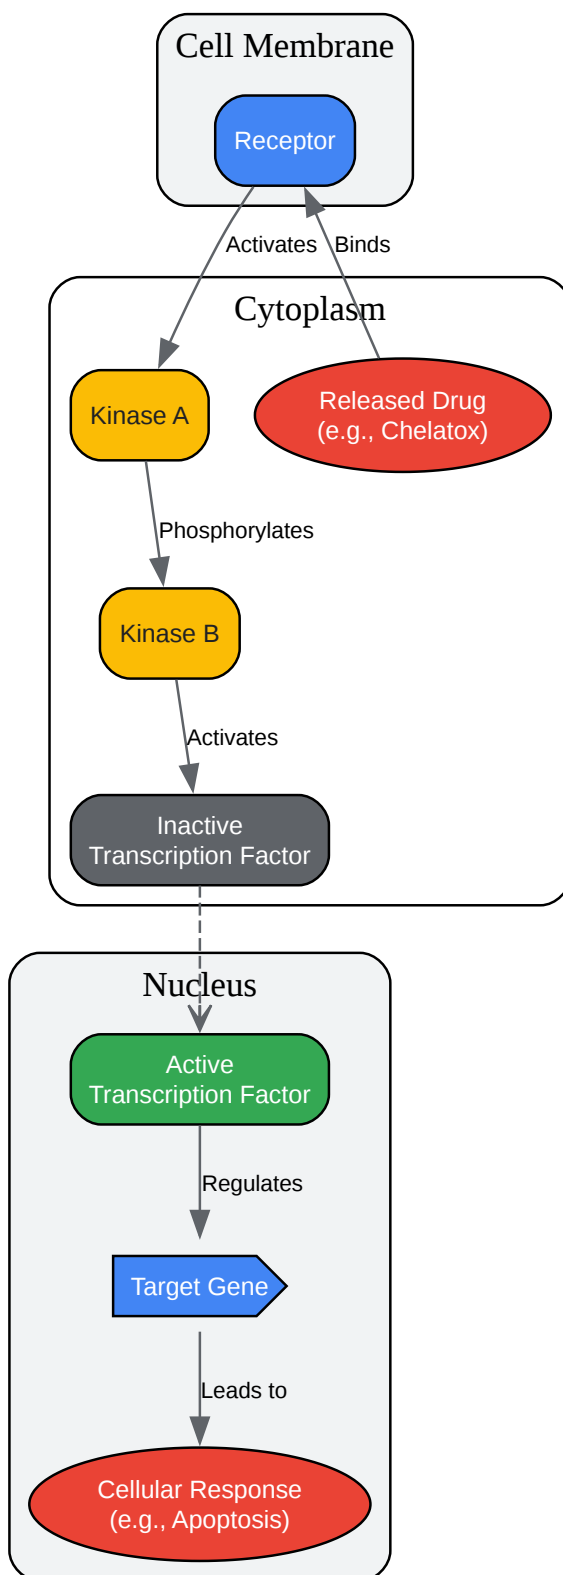 Cell Membrane
Receptor
Activates
Binds
Cytoplasm
Kinase A
Released Drug
(e.g., Chelatox)
Phosphorylates
Kinase B
Activates
Inactive
Transcription Factor
Nucleus
Active
Transcription Factor
Regulates
Target Gene
Leads to
Cellular Response
(e.g., Apoptosis)